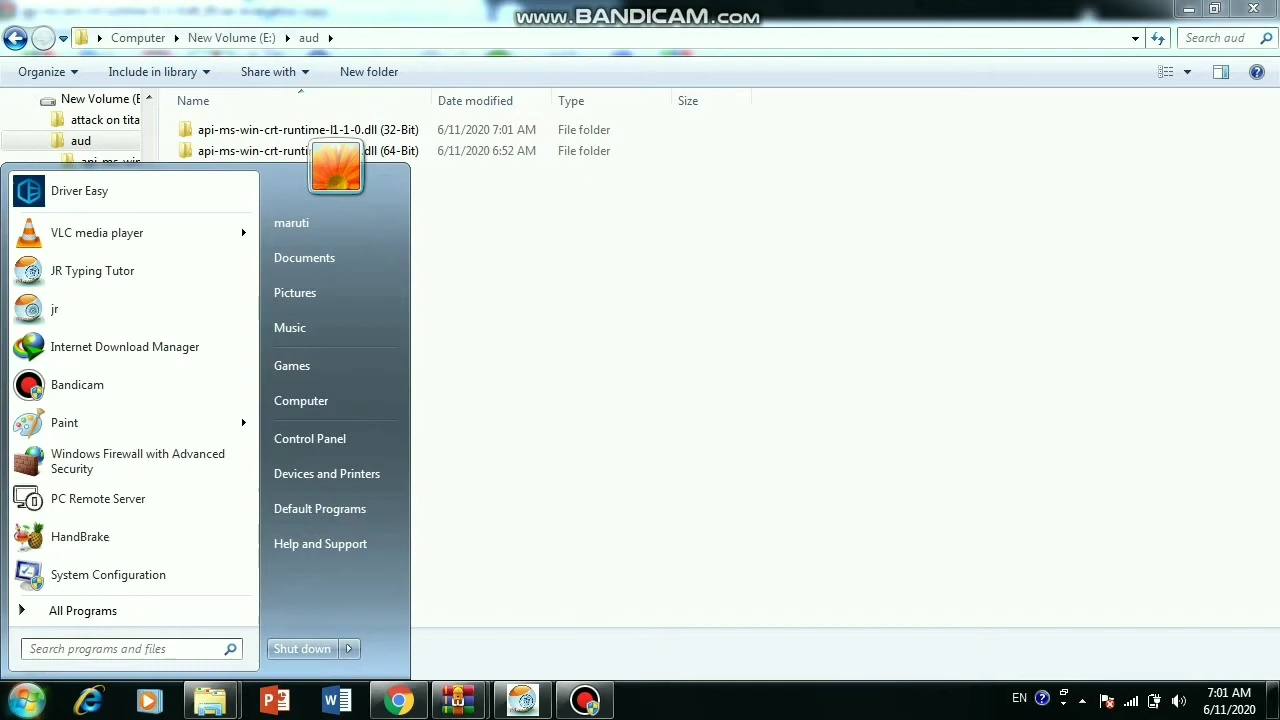 www.BANDICAM.com
Computer New Volume (E:) aud
Search aud
Organize Include in library Share with New folder
New Volume (E
attack on tita
aud
Name Date modified Type Size
api-ms-win-crt-runtime-l1-1-0.dll (32-Bit) 6/11/2020 7:01 AM File folder
api-ms-win-crt-runti dll (64-Bit) 6/11/2020 6:52 AM File folder
api-ms-win
Driver Easy
VLC media player
JR Typing Tutor
jr
Internet Download Manager
Bandicam
Paint
Windows Firewall with Advanced
Security
PC Remote Server
HandBrake
System Configuration
All Programs
Search programs and files
maruti
Documents
Pictures
Music
Games
Computer
Control Panel
Devices and Printers
Default Programs
Help and Support
Shut down
EN
7:01 AM
6/11/2020